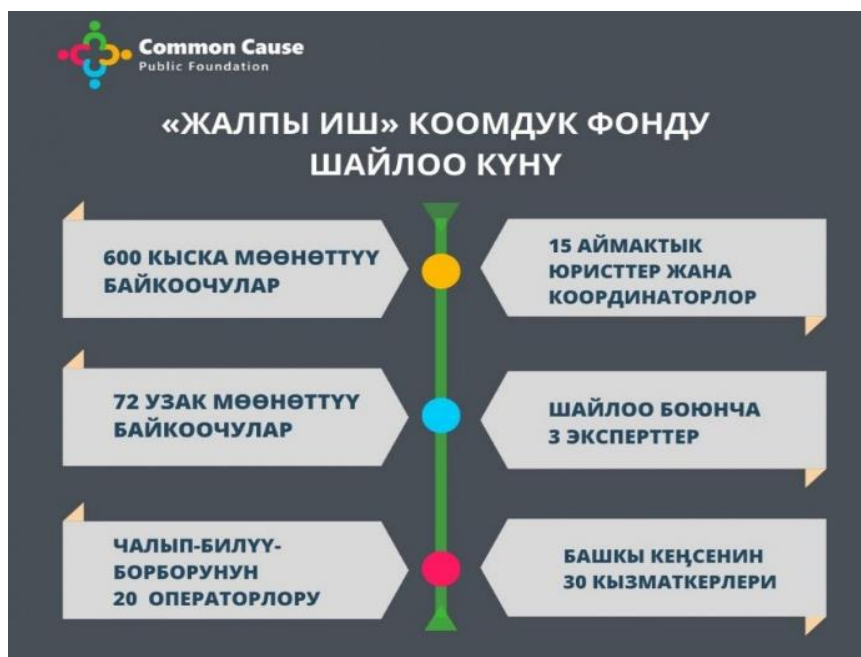 Common Cause
Public Foundation
«ЖАЛПЫ ИШ» КООМДУК ФОНДУ
ШАЙЛОО КҮНҮ
600 КЫСКА МӨӨНӨТТҮҮ
БАЙКООЧУЛАР
15 АЙМАКТЫК
ЮРИСТТЕР ЖАНА
КООРДИНАТОРЛОР
72 УЗАК МӨӨНӨТТҮҮ
БАЙКООЧУЛАР
ШАЙЛОО БОЮНЧА
3 ЭКСПЕРТТЕР
ЧАЛЫП-БИЛҮҮ-
БОРБОРУНУН
20 ОПЕРАТОРЛОРУ
БАШКЫ КЕҢСЕНИН
30 КЫЗМАТКЕРЛЕРИ